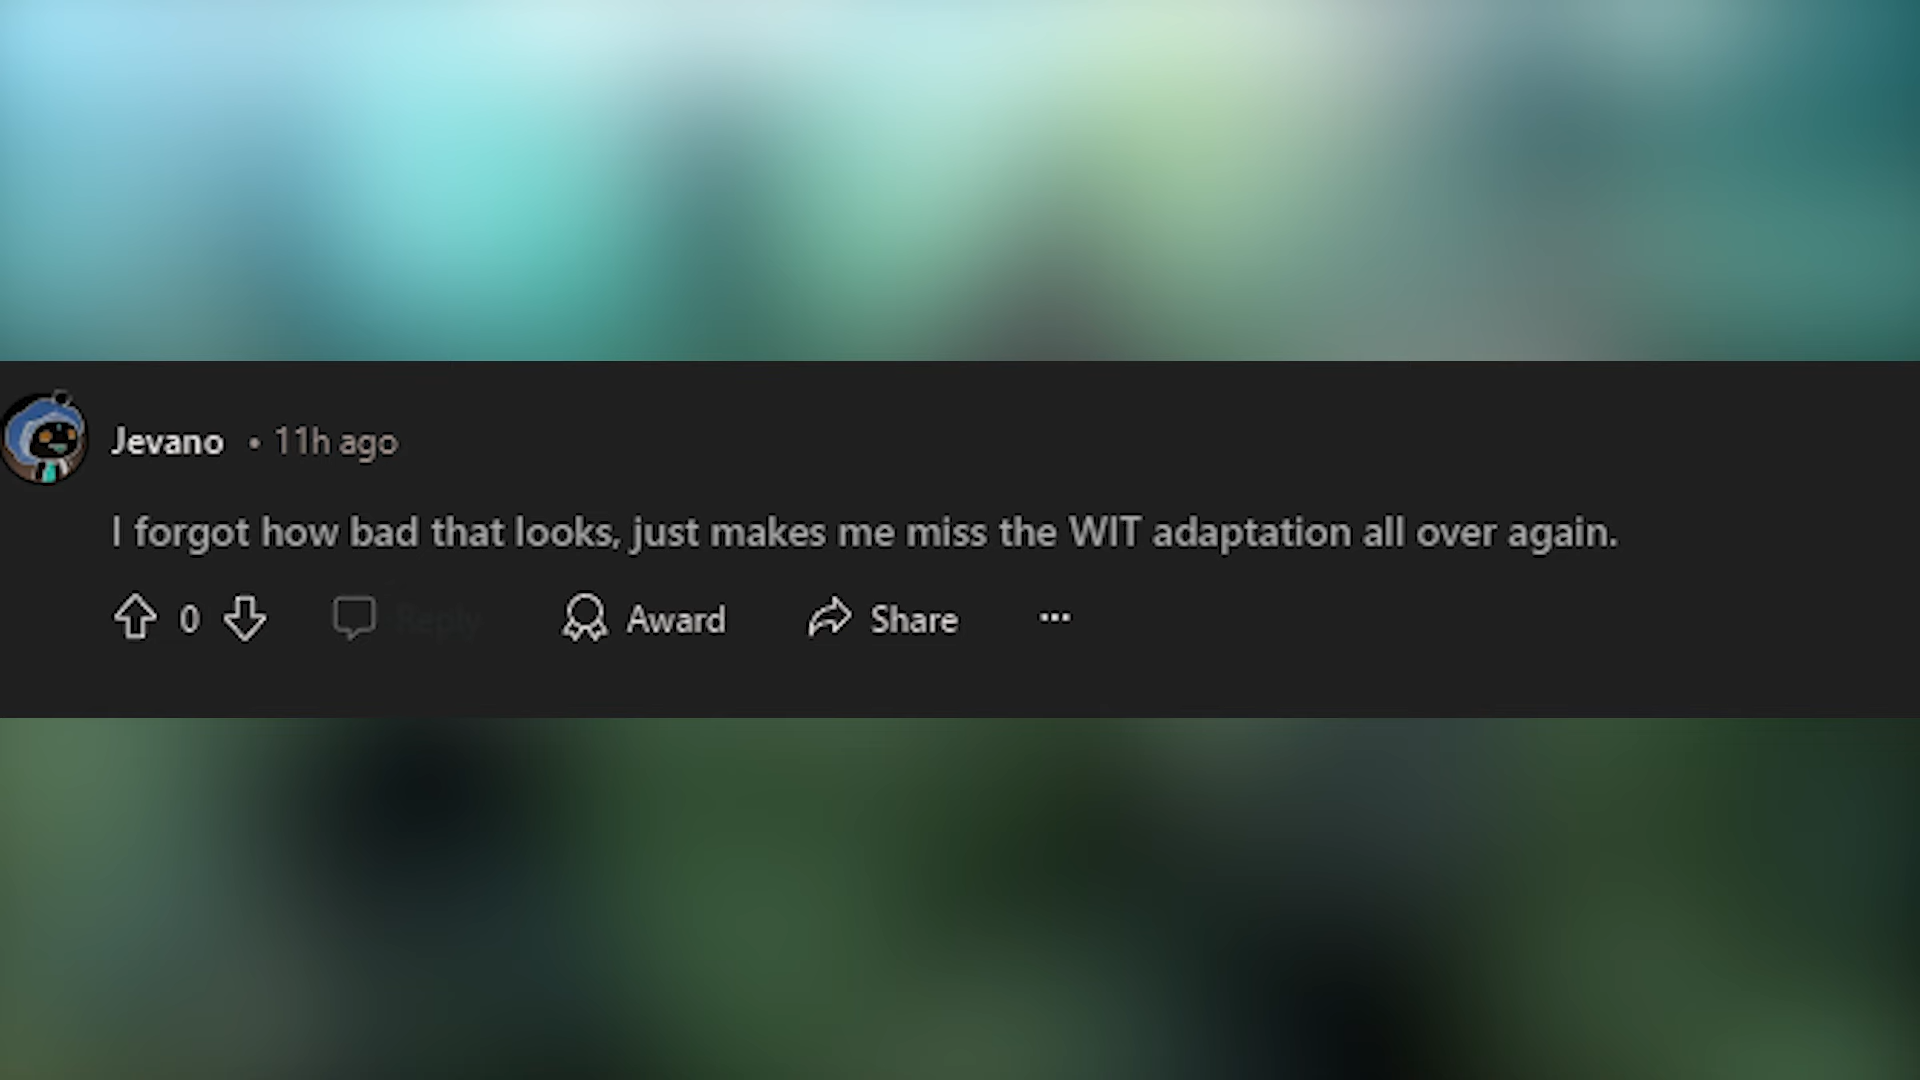 Jevano • 11h ago
I forgot how bad that looks, just makes me miss the WIT adaptation all over again.
0 Reply Award Share ...